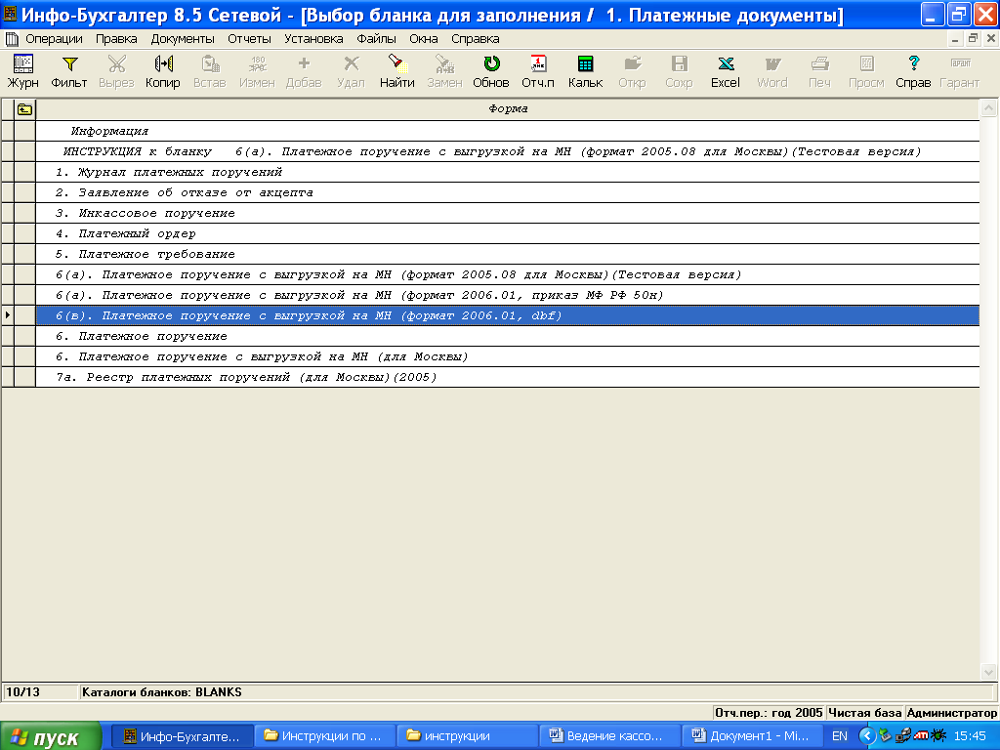 Инфо-Бухгалтер 8.5 Сетевой - [Выбор бланка для заполнения / 1. Платежные документы]
Операции Правка Документы Отчеты Установка Файлы Окна Справка
Журн Фильт Вырез Копир Встав Измен Добав Удал Найти Замен Обнов Отч.п Кальк Откр Сохр Excel Word Печ Просм Справ Гарант
Форма
Информация
ИНСТРУКЦИЯ к бланку 6(а). Платежное поручение с выгрузкой на МН (формат 2005.08 для Москвы)(Тестовая версия)
1. Журнал платежных поручений
2. Заявление об отказе от акцепта
3. Инкассовое поручение
4. Платежный ордер
5. Платежное требование
6(а). Платежное поручение с выгрузкой на МН (формат 2005.08 для Москвы)(Тестовая версия)
6(а). Платежное поручение с выгрузкой на МН (формат 2006.01, приказ МФ РФ 50н)
6(в). Платежное поручение с выгрузкой на МН (формат 2006.01, dbf)
6. Платежное поручение
6. Платежное поручение с выгрузкой на МН (для Москвы)
7а. Реестр платежных поручений (для Москвы)(2005)
10/13 Каталоги бланков: BLANKS
Отч.пер.: год 2005 Чистая база Администратор
пуск Инфо-Бухгалте... Инструкции по ... инструкции Ведение кассо... Документ1 - Mi... EN 15:45